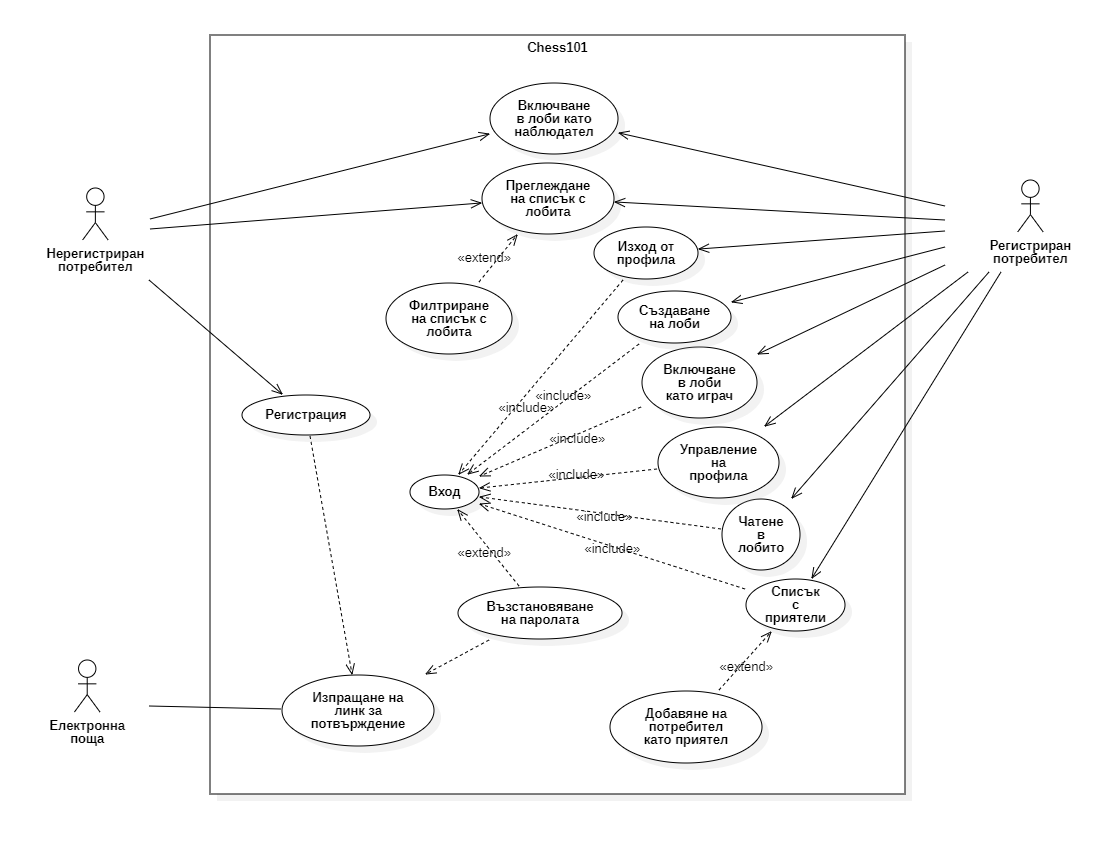 Chess101
Включване
в лоби като
наблюдател
Преглеждане
на списък с
лобита
Нерегистриран
потребител
Регистриран
потребител
«extend»
Изход от
профила
Филтриране
на списък с
лобита
Създаване
на лоби
Включване
в лоби
като играч
«include»
«include»
Регистрация
«include»
Управление
на
профила
«include»
Вход
«include»
Чатене
в
лобито
«include»
«extend»
Списък
с
приятели
Възстановяване
на паролата
«extend»
Изпращане на
линк за
потвърждение
Добавяне на
потребител
като приятел
Електронна
поща